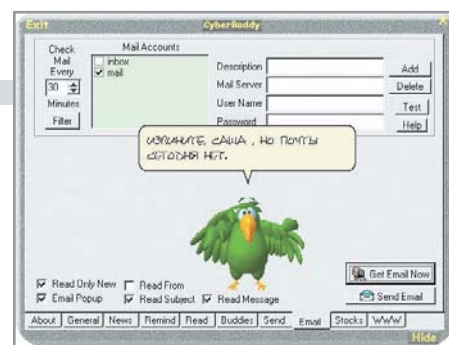 Exit CyberBuddy X
Check Mail Every
30
Minutes
Filter
Mail Accounts
inbox
mail
Description
Mail Server
User Name
Password
Add
Delete
Test
Help
ИЗВИНИТЕ, САША, НО ПОЧТЫ
СЕГОДНЯ НЕТ.
Read Only New
Read From
Email Popup
Read Subject
Read Message
Get Email Now
Send Email
About General News Remind Read Buddies Send Email Stocks WWW
Hide